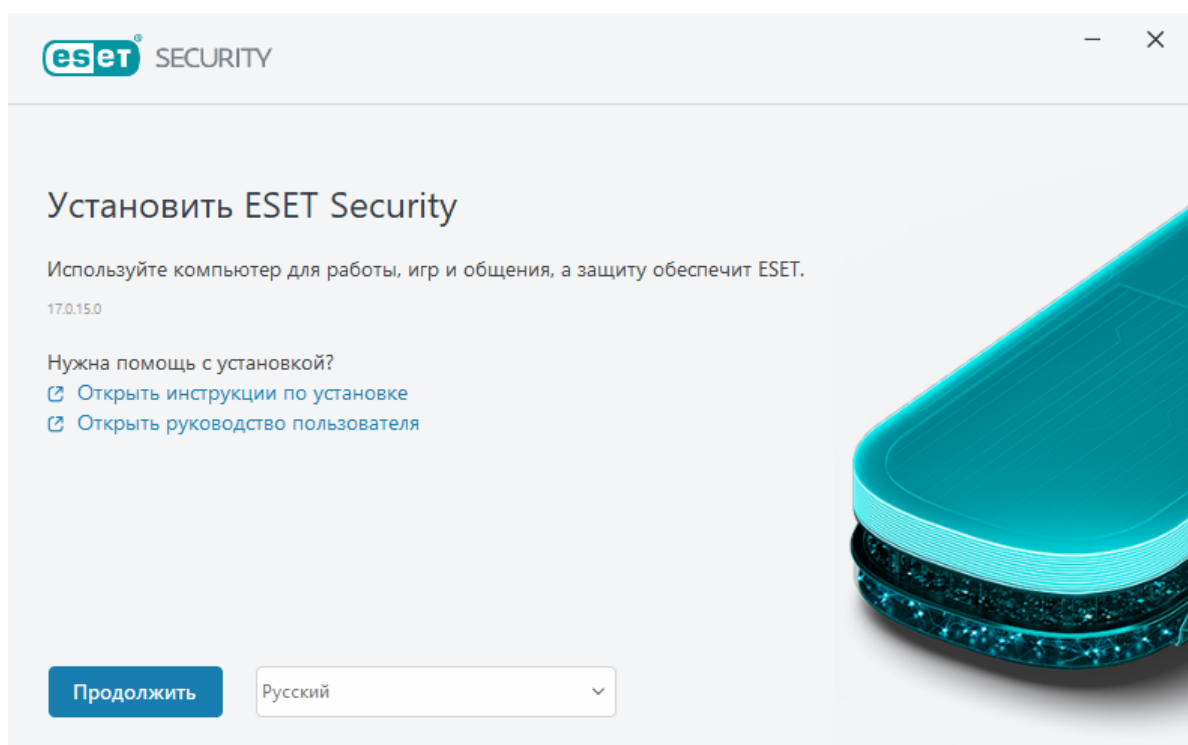 eset® SECURITY
Установить ESET Security
Используйте компьютер для работы, игр и общения, а защиту обеспечит ESET.
17.0.15.0
Нужна помощь с установкой?
Открыть инструкции по установке
Открыть руководство пользователя
Продолжить
Русский